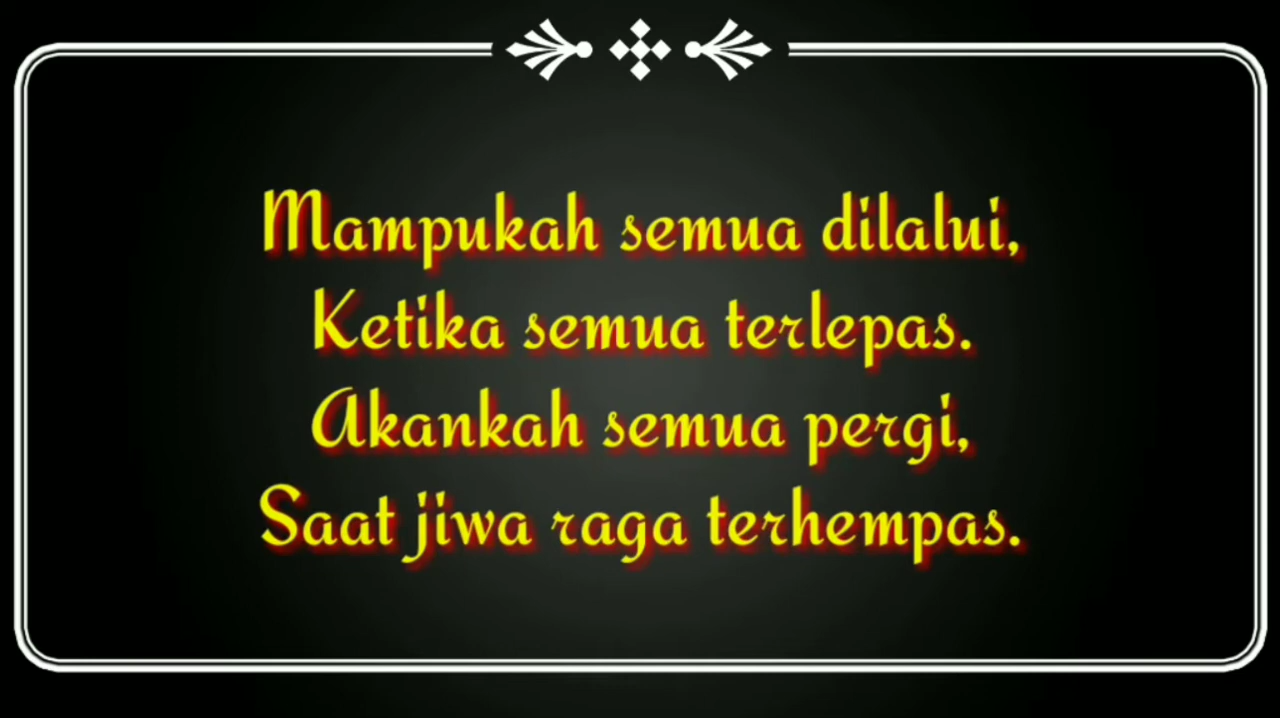 Mampukah semua dilalui,
Ketika semua terlepas.
Akankah semua pergi,
Saat jiwa raga terhempas.